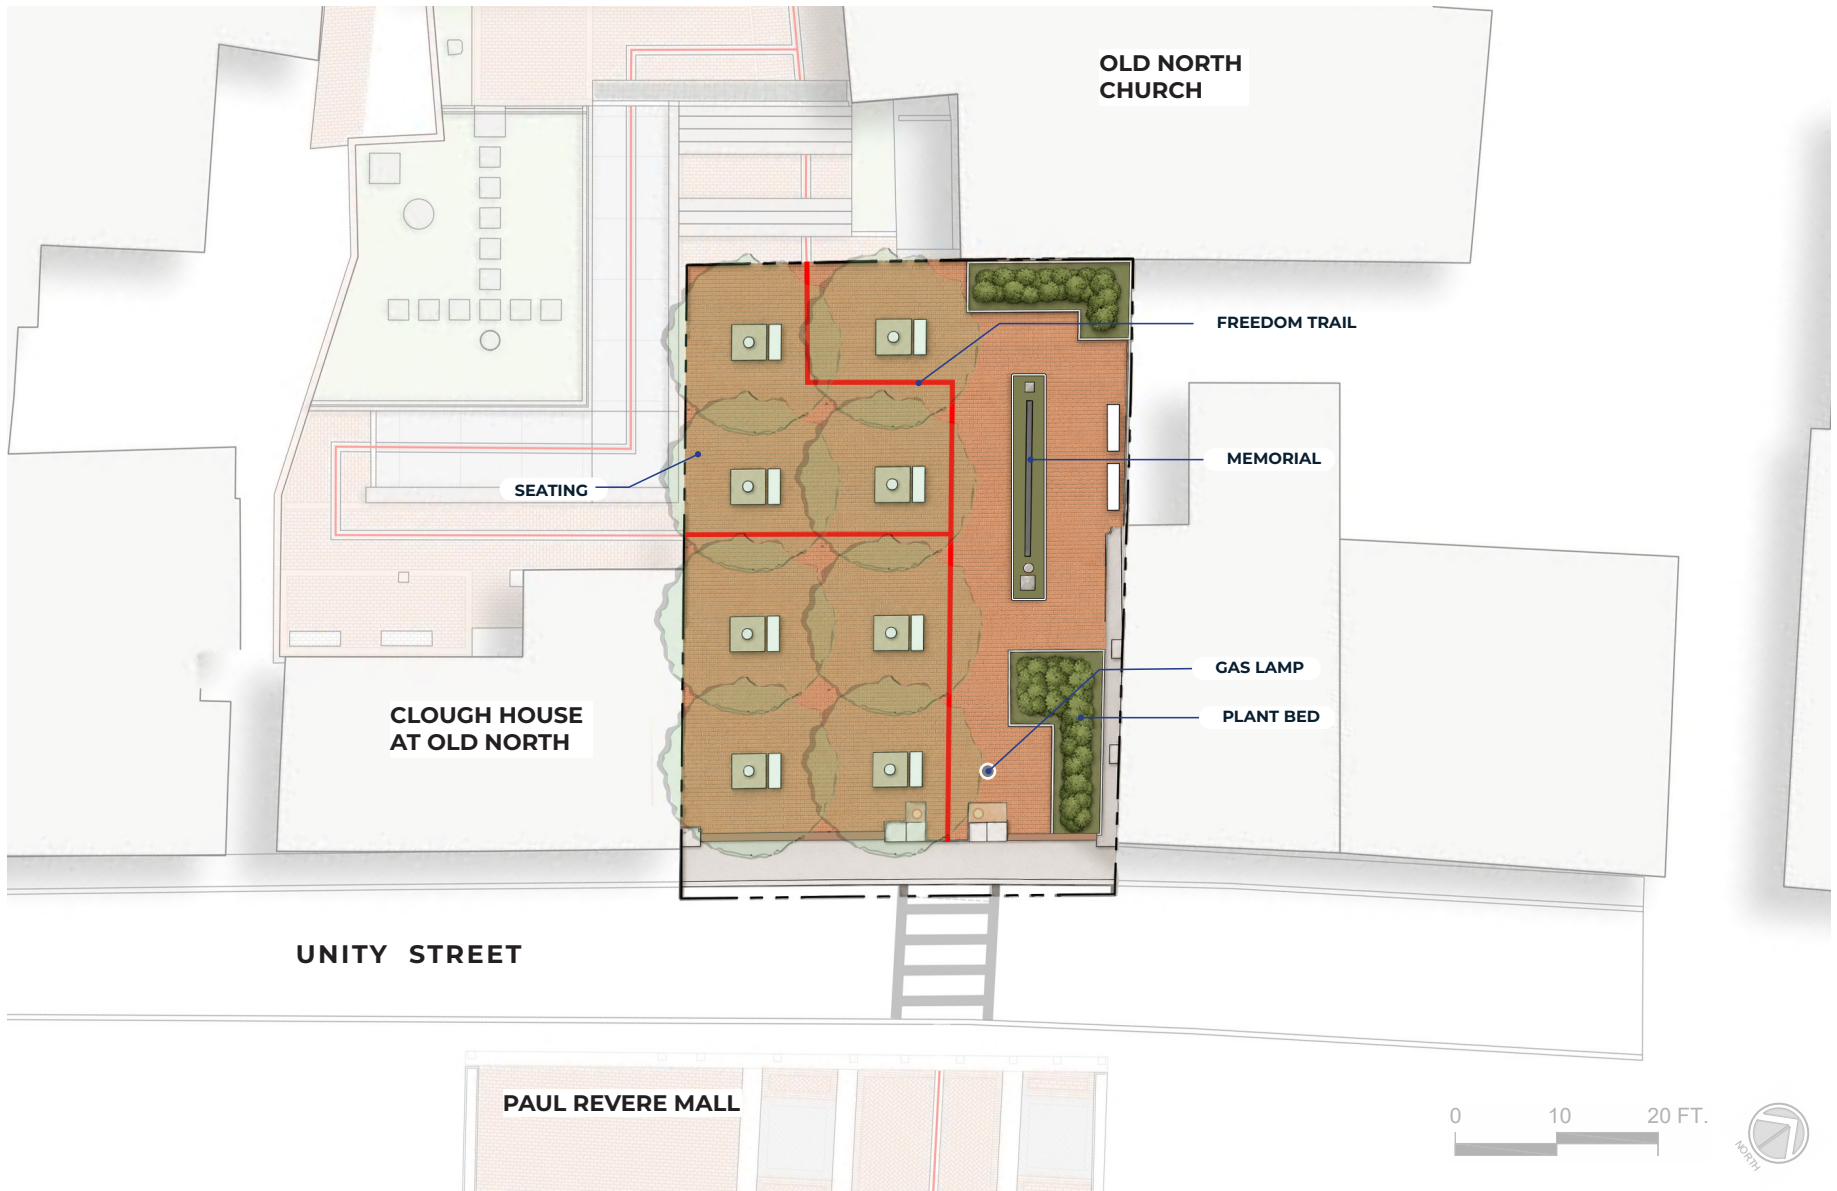 OLD NORTH
CHURCH
FREEDOM TRAIL
MEMORIAL
SEATING
GAS LAMP
PLANT BED
CLOUGH HOUSE
AT OLD NORTH
UNITY STREET
PAUL REVERE MALL
0 10 20 FT.
NORTH